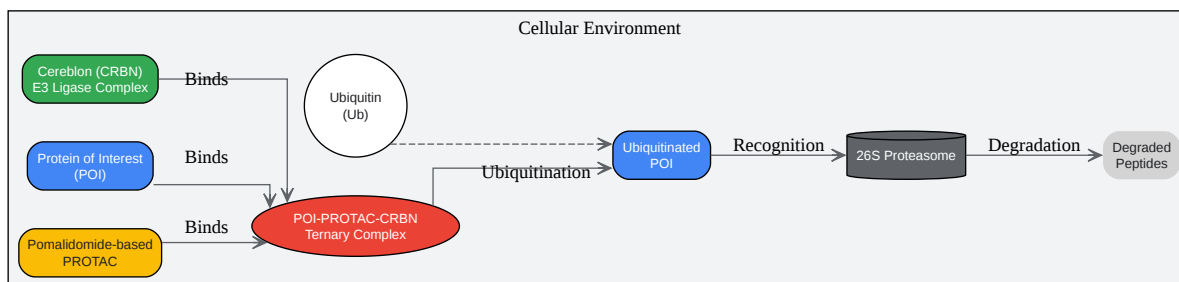 Cellular Environment
Cereblon (CRBN)
E3 Ligase Complex
Binds
Ubiquitin
(Ub)
Protein of Interest
(POI)
Binds
Ubiquitinated
POI
Recognition
26S Proteasome
Degradation
Degraded
Peptides
Ubiquitination
Pomalidomide-based
PROTAC
Binds
POI-PROTAC-CRBN
Ternary Complex